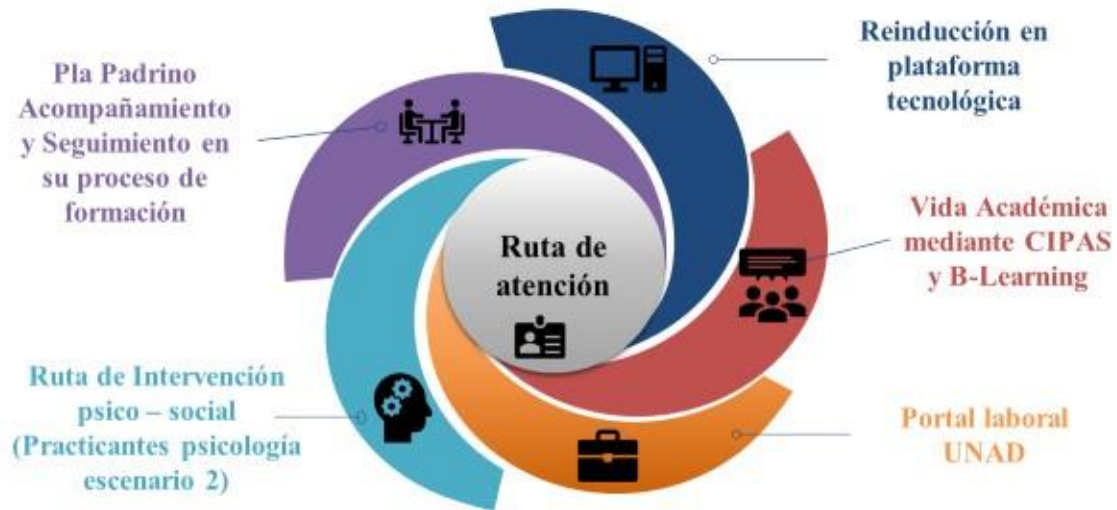 Pla Padrino
Acompañamiento
y Seguimiento en
su proceso de
formación
Reinducción en
plataforma
tecnológica
Ruta de
atención
Vida Académica
mediante CIPAS
y B-Learning
Ruta de Intervención
psico – social
(Practicantes psicología
escenario 2)
Portal laboral
UNAD